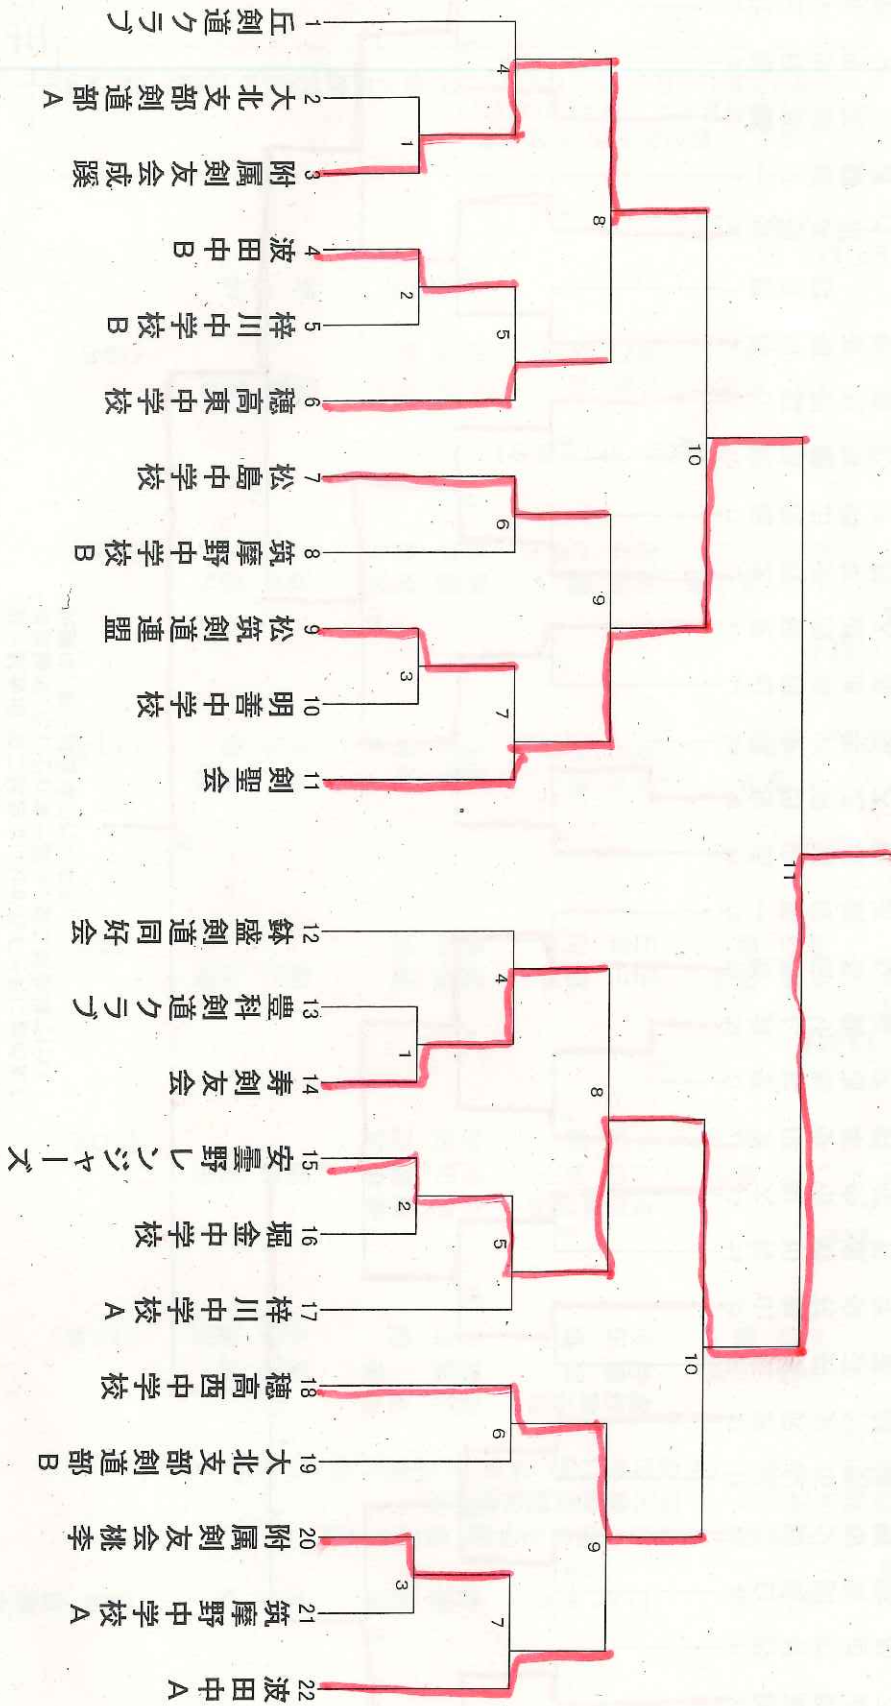 1 丘剣道クラブ
2 大北支部剣道部A
3 附属剣友会成蹊
4 波田中B
5 梓川中学校B
6 穂高東中学校
7 松島中学校
8 筑摩野中学校B
9 松筑剣道連盟
10 明善中学校
11 剣聖会
12 鉢盛剣道同好会
13 豊科剣道クラブ
14 寿剣友会
15 安曇野レンジャーズ
16 堀金中学校
17 梓川中学校A
18 穂高西中学校
19 大北支部剣道部B
20 附属剣友会桃李
21 筑摩野中学校A
22 波田中A
1
2
3
4
5
6
7
8
9
10
11
1
2
3
4
5
6
7
8
9
10